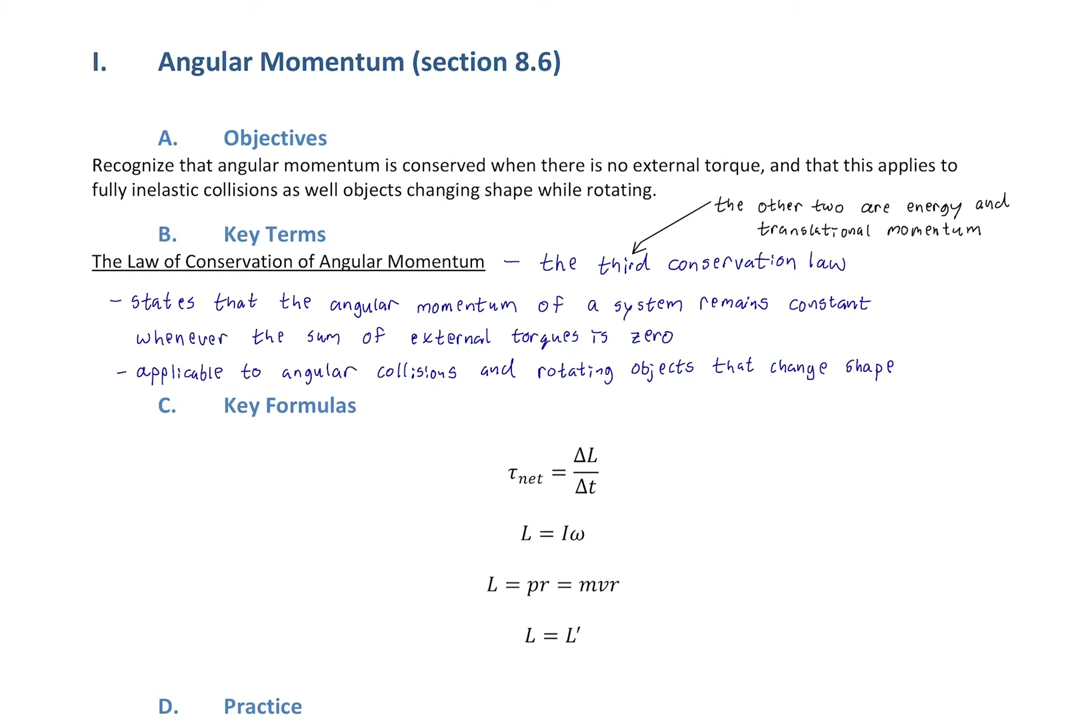 I. Angular Momentum (section 8.6)
A. Objectives
Recognize that angular momentum is conserved when there is no external torque, and that this applies to
fully inelastic collisions as well objects changing shape while rotating.
the other two are energy and
translational momentum
B. Key Terms
The Law of Conservation of Angular Momentum – the third conservation law
- states that the angular momentum of a system remains constant
whenever the sum of external torques is zero
- applicable to angular collisions and rotating objects that change shape
C. Key Formulas
τnet = ΔL/Δt
L = Iω
L = pr = mvr
L = L'
D. Practice